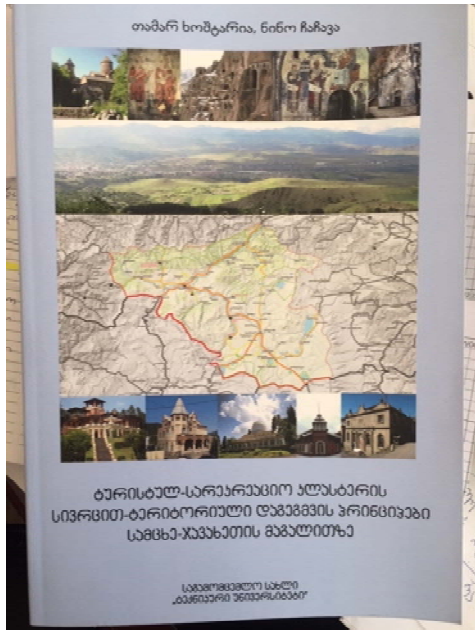 თამარ ხოშტარია, ნინო ჩაჩავა
ტურისტულ-სარეკრეაციო კლასტერის
სივრცით-ტერიტორიული დაგეგმვის პრინციპები
სამცხე-ჯავახეთის მაგალითზე
საგამომცემლო სახლი
„ტექნიკური უნივერსიტეტი“